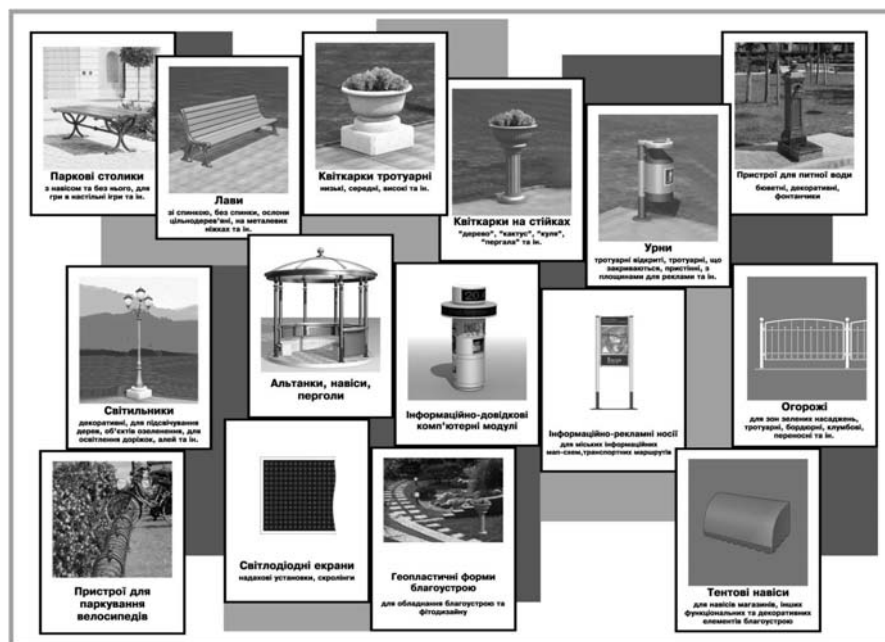 Паркові столики
з навісом та без нього, для
гри в настільні ігри та ін.
Лави
зі спинкою, без спинки, ослони
цільнодерев'яні, на металевих
ніжках та ін.
Квіткарки тротуарні
низькі, середні, високі та ін.
Квіткарки на стійках
"дерево", "кактус", "куля",
"пергала" та ін.
Урни
тротуарні відкриті, тротуарні, що
закриваються, пристінні, з
площинами для реклами та ін.
Пристрої для питної води
бюветні, декоративні,
фонтанчики
Світильники
декоративні, для підсвічування
дерев, об'єктів озеленення, для
освітлення доріжок, алей та ін.
Альтанки, навіси,
перголи
Інформаційно-довідкові
комп'ютерні модулі
Інформаційно-рекламні носії
для міських інформаційних
мап-схем,транспортних маршрутів
Огорожі
для зон зелених насаджень,
тротуарні, бордюрні, клумбові,
переносні та ін.
Пристрої для
паркування
велосипедів
Світлодіодні екрани
надахові установки, скролінги
Геопластичні форми
благоустрою
для обладнання благоустрою та
фітодизайну
Тентові навіси
для навісів магазинів, інших
функціональних та декоративних
елементів благоустрою